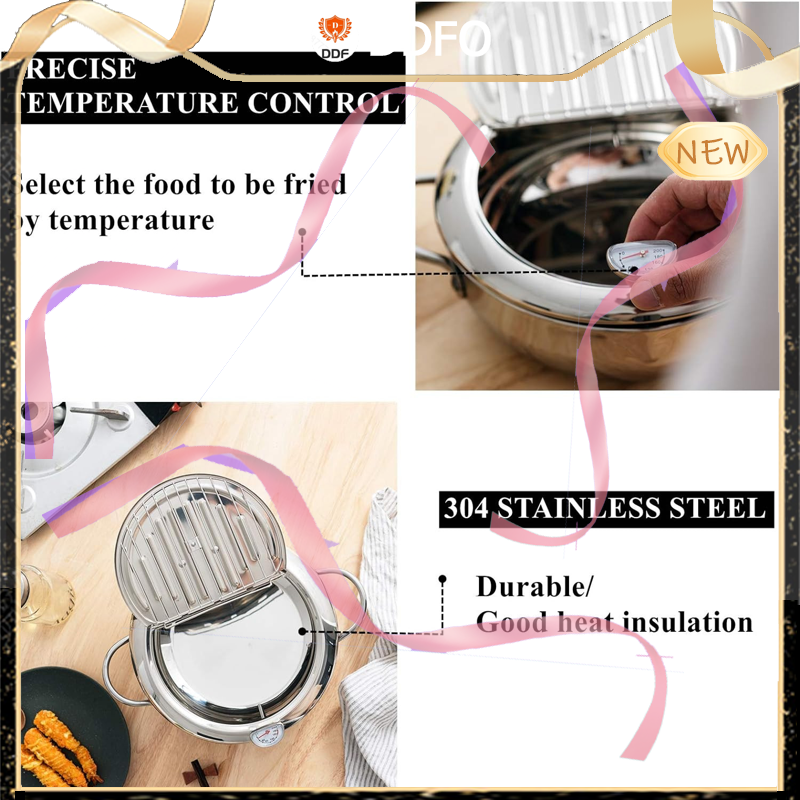 DDF
RECISE
TEMPERATURE CONTROL
NEW
Select the food to be fried
by temperature
304 STAINLESS STEEL
Durable/
Good heat insulation